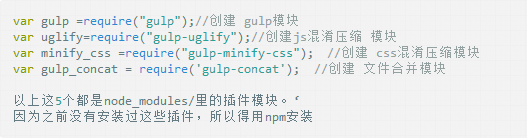 var gulp =require("gulp");//创建 gulp模块
var uglify=require("gulp-uglify");//创建js混淆压缩 模块
var minify_css =require("gulp-minify-css");  //创建 css混淆压缩模块
var gulp_concat = require('gulp-concat');  //创建 文件合并模块
以上这5个都是node_modules/里的插件模块。‘
因为之前没有安装过这些插件，所以得用npm安装